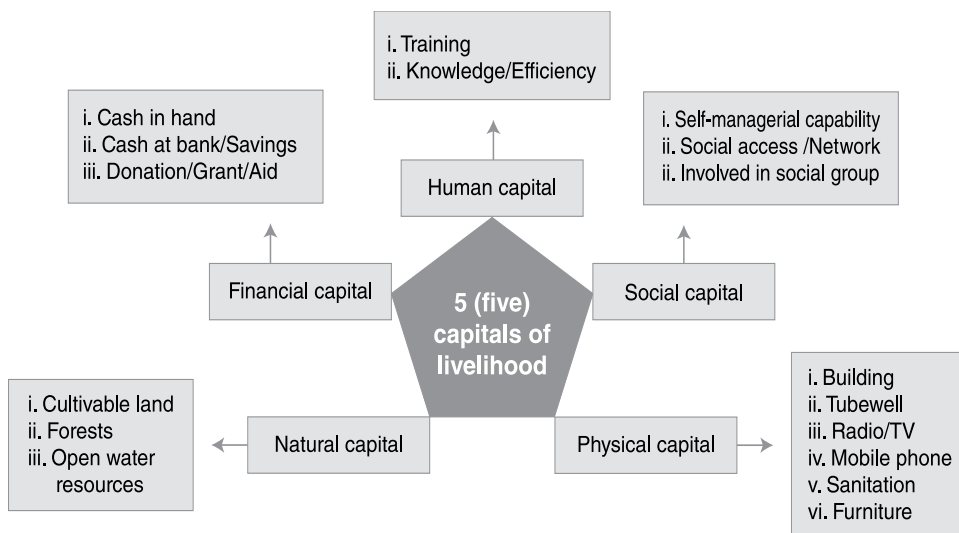 i. Training
ii. Knowledge/Efficiency
i. Cash in hand
ii. Cash at bank/Savings
iii. Donation/Grant/Aid
i. Self-managerial capability
ii. Social access /Network
ii. Involved in social group
Human capital
Financial capital
Social capital
5 (five)
capitals of
livelihood
i. Cultivable land
ii. Forests
iii. Open water
resources
Natural capital
Physical capital
i. Building
ii. Tubewell
iii. Radio/TV
iv. Mobile phone
v. Sanitation
vi. Furniture